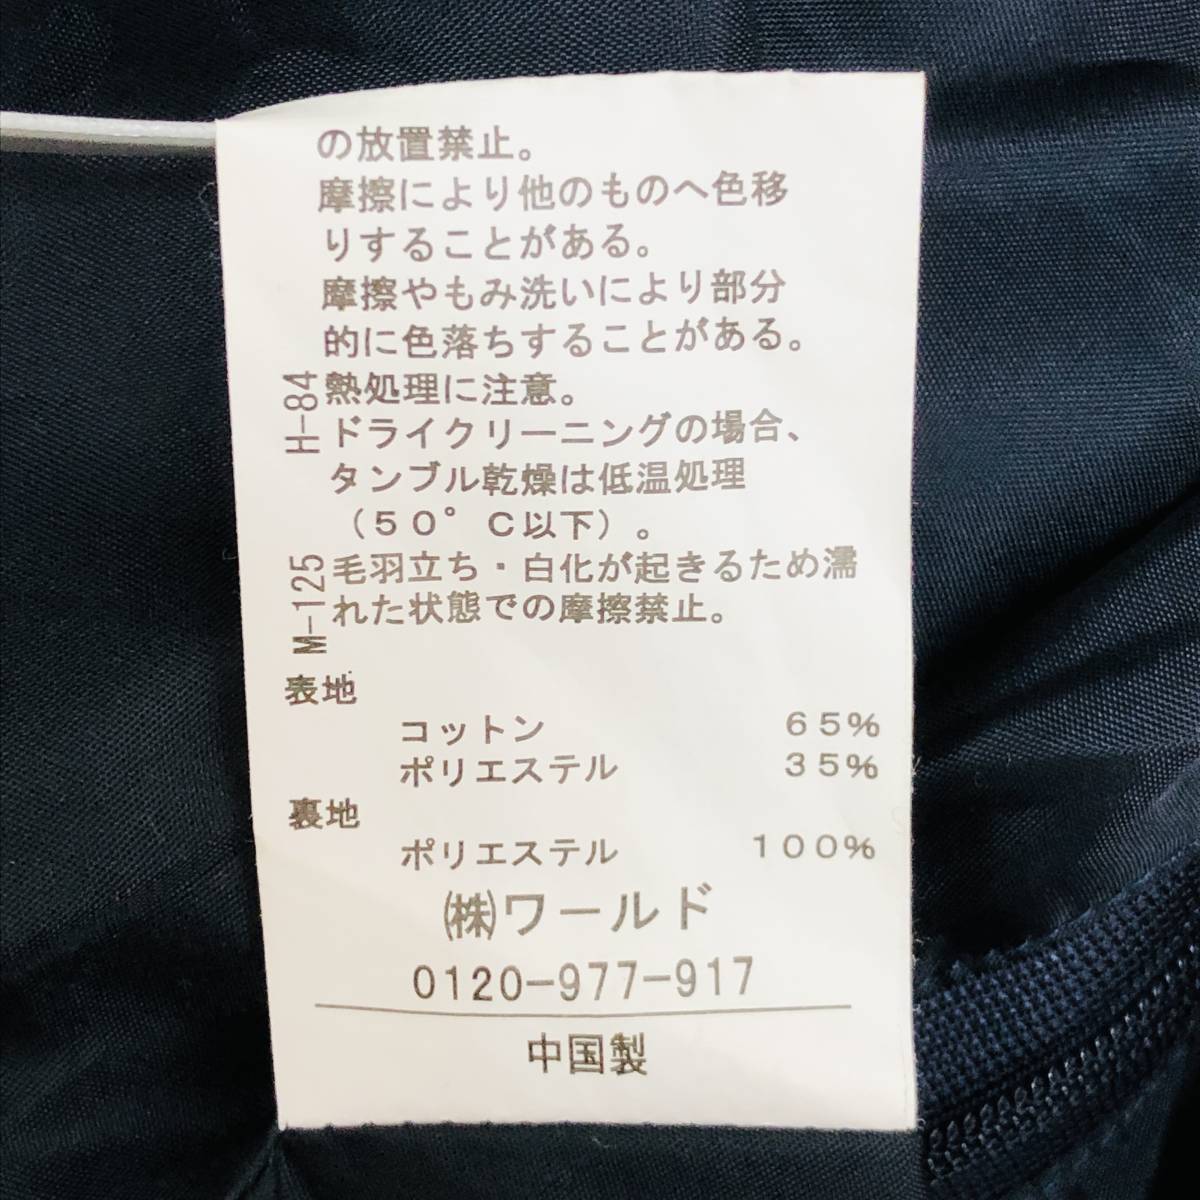 の放置禁止。
摩擦により他のものへ色移
りすることがある。
摩擦やもみ洗いにより部分
的に色落ちすることがある。
熱処理に注意。
ドライクリーニングの場合、
タンブル乾燥は低温処理
（５０°Ｃ以下）。
毛羽立ち・白化が起きるため濡
れた状態での摩擦禁止。
H-84
M-125
表地
コットン ６５％
ポリエステル ３５％
裏地
ポリエステル １００％
㈱ワールド
0120-977-917
中国製